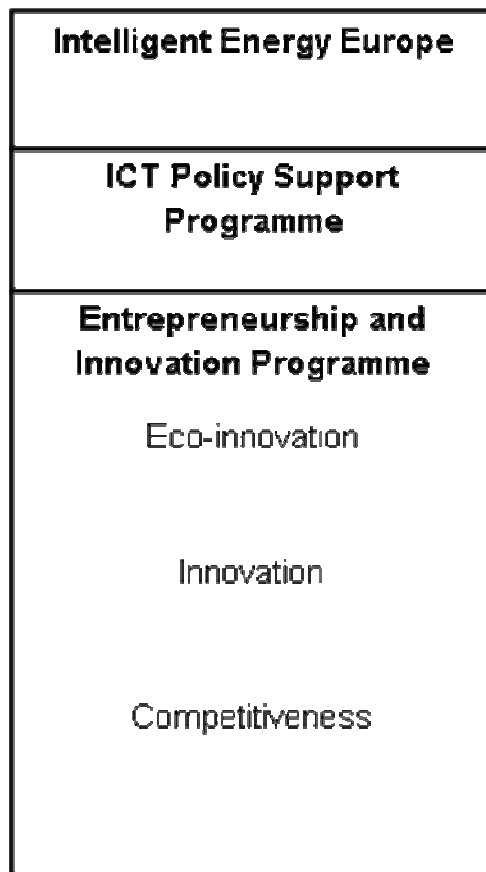 Intelligent Energy Europe
ICT Policy Support
Programme
Entrepreneurship and
Innovation Programme
Eco-innovation
Innovation
Competitiveness